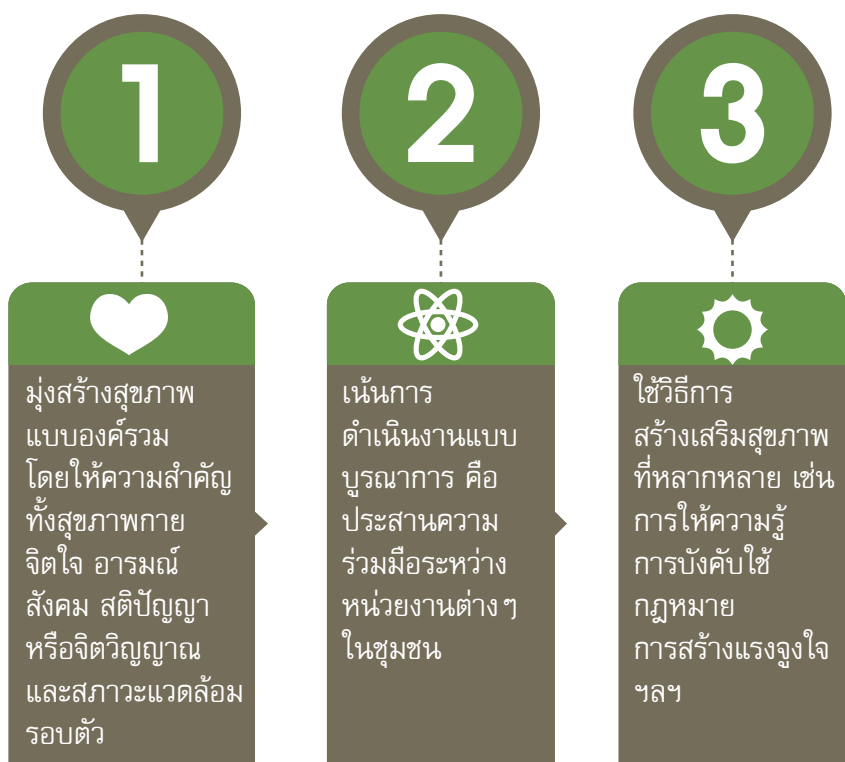 1
มุ่งสร้างสุขภาพ
แบบองค์รวม
โดยให้ความสำคัญ
ทั้งสุขภาพกาย
จิตใจ อารมณ์
สังคม สติปัญญา
หรือจิตวิญญาณ
และสภาวะแวดล้อม
รอบตัว
2
เน้นการ
ดำเนินงานแบบ
บูรณาการ คือ
ประสานความ
ร่วมมือระหว่าง
หน่วยงานต่างๆ
ในชุมชน
3
ใช้วิธีการ
สร้างเสริมสุขภาพ
ที่หลากหลาย เช่น
การให้ความรู้
การบังคับใช้
กฎหมาย
การสร้างแรงจูงใจ
ฯลฯ